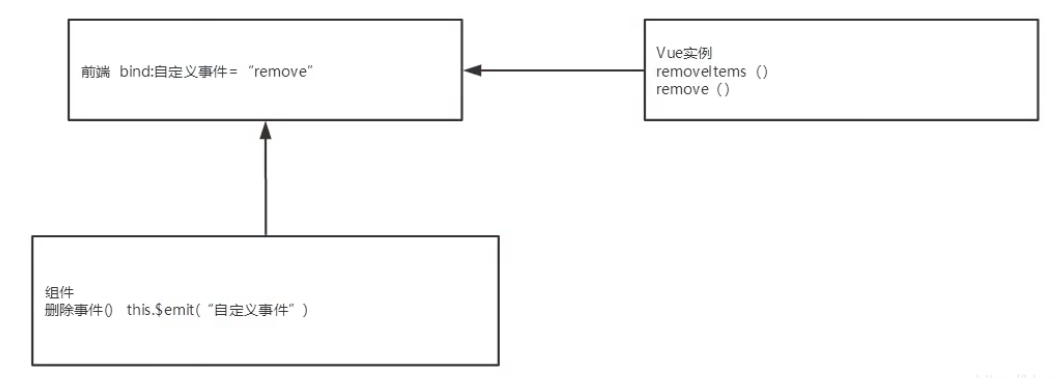 前端 bind:自定义事件=“remove”
Vue实例
removeItems（）
remove（）
组件
删除事件() this.$emit(“自定义事件”)